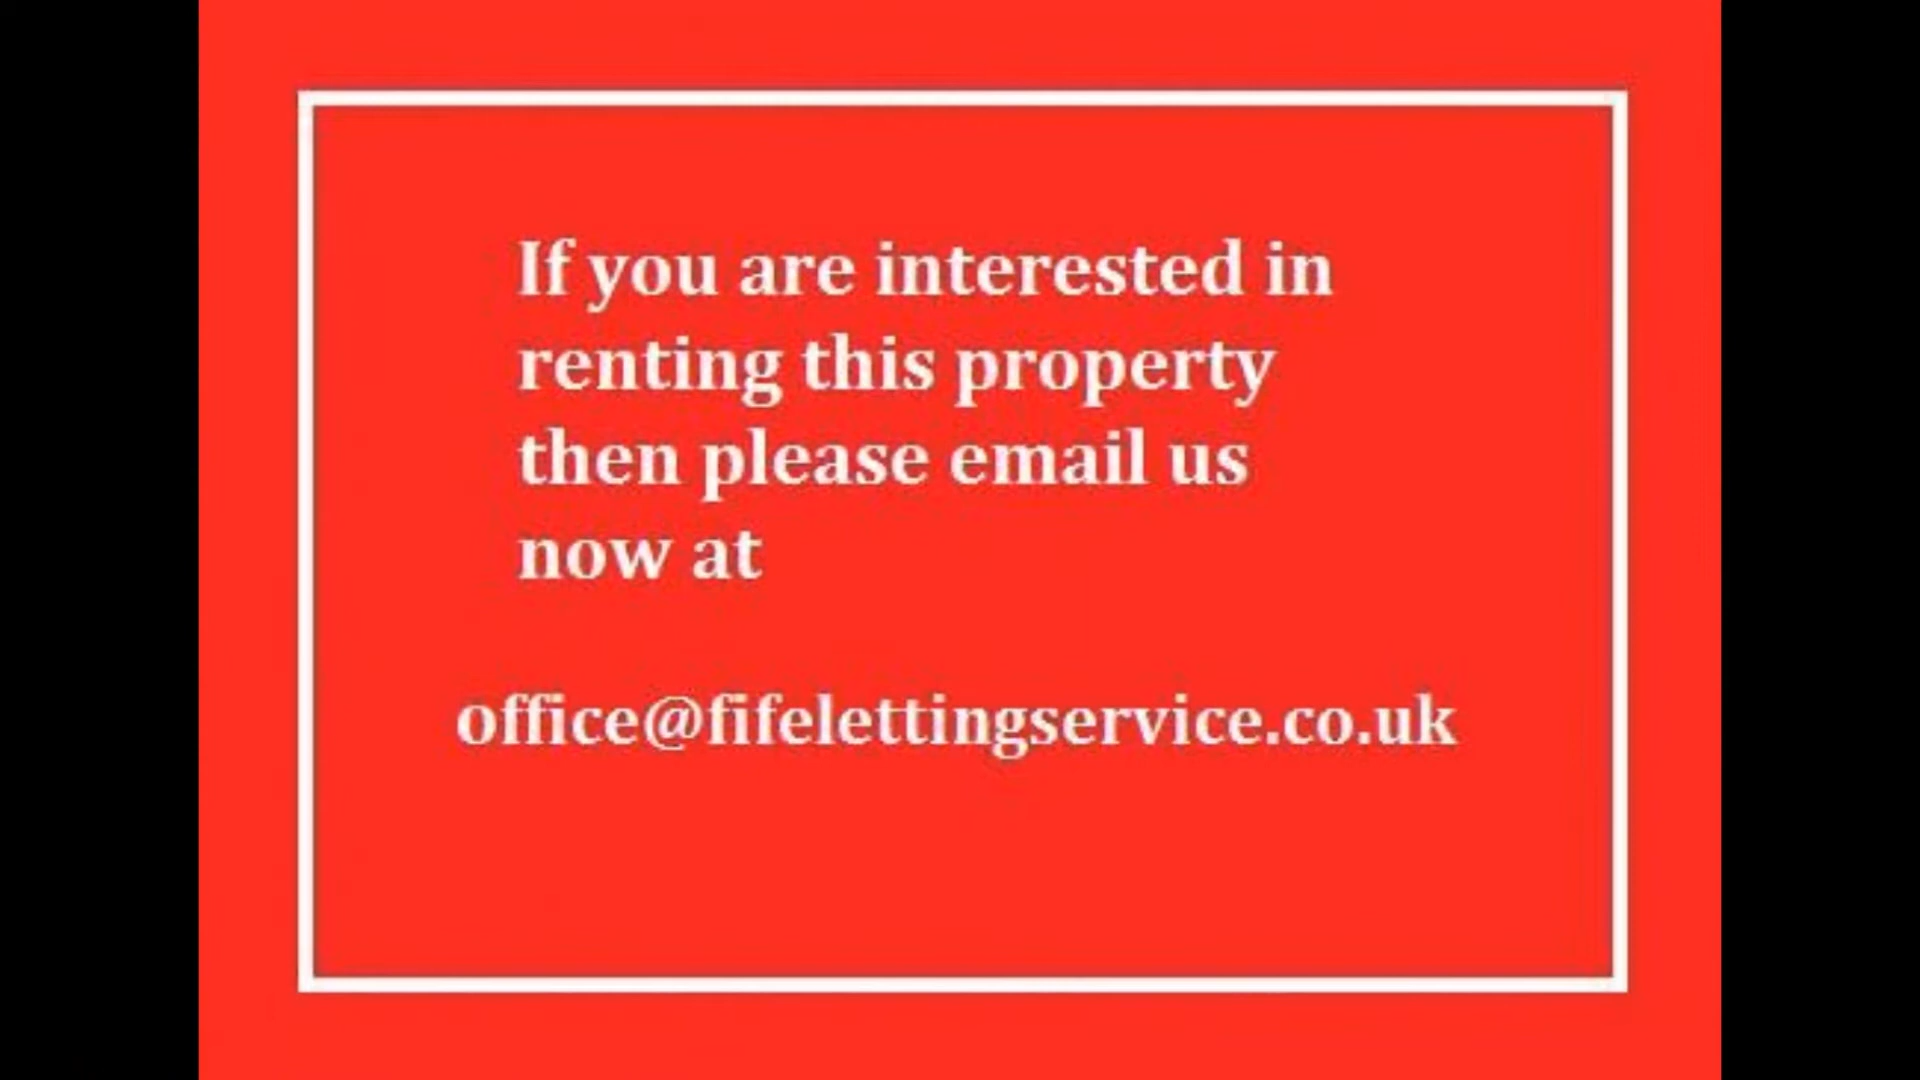 If you are interested in
renting this property
then please email us
now at
office@fifelettingservice.co.uk